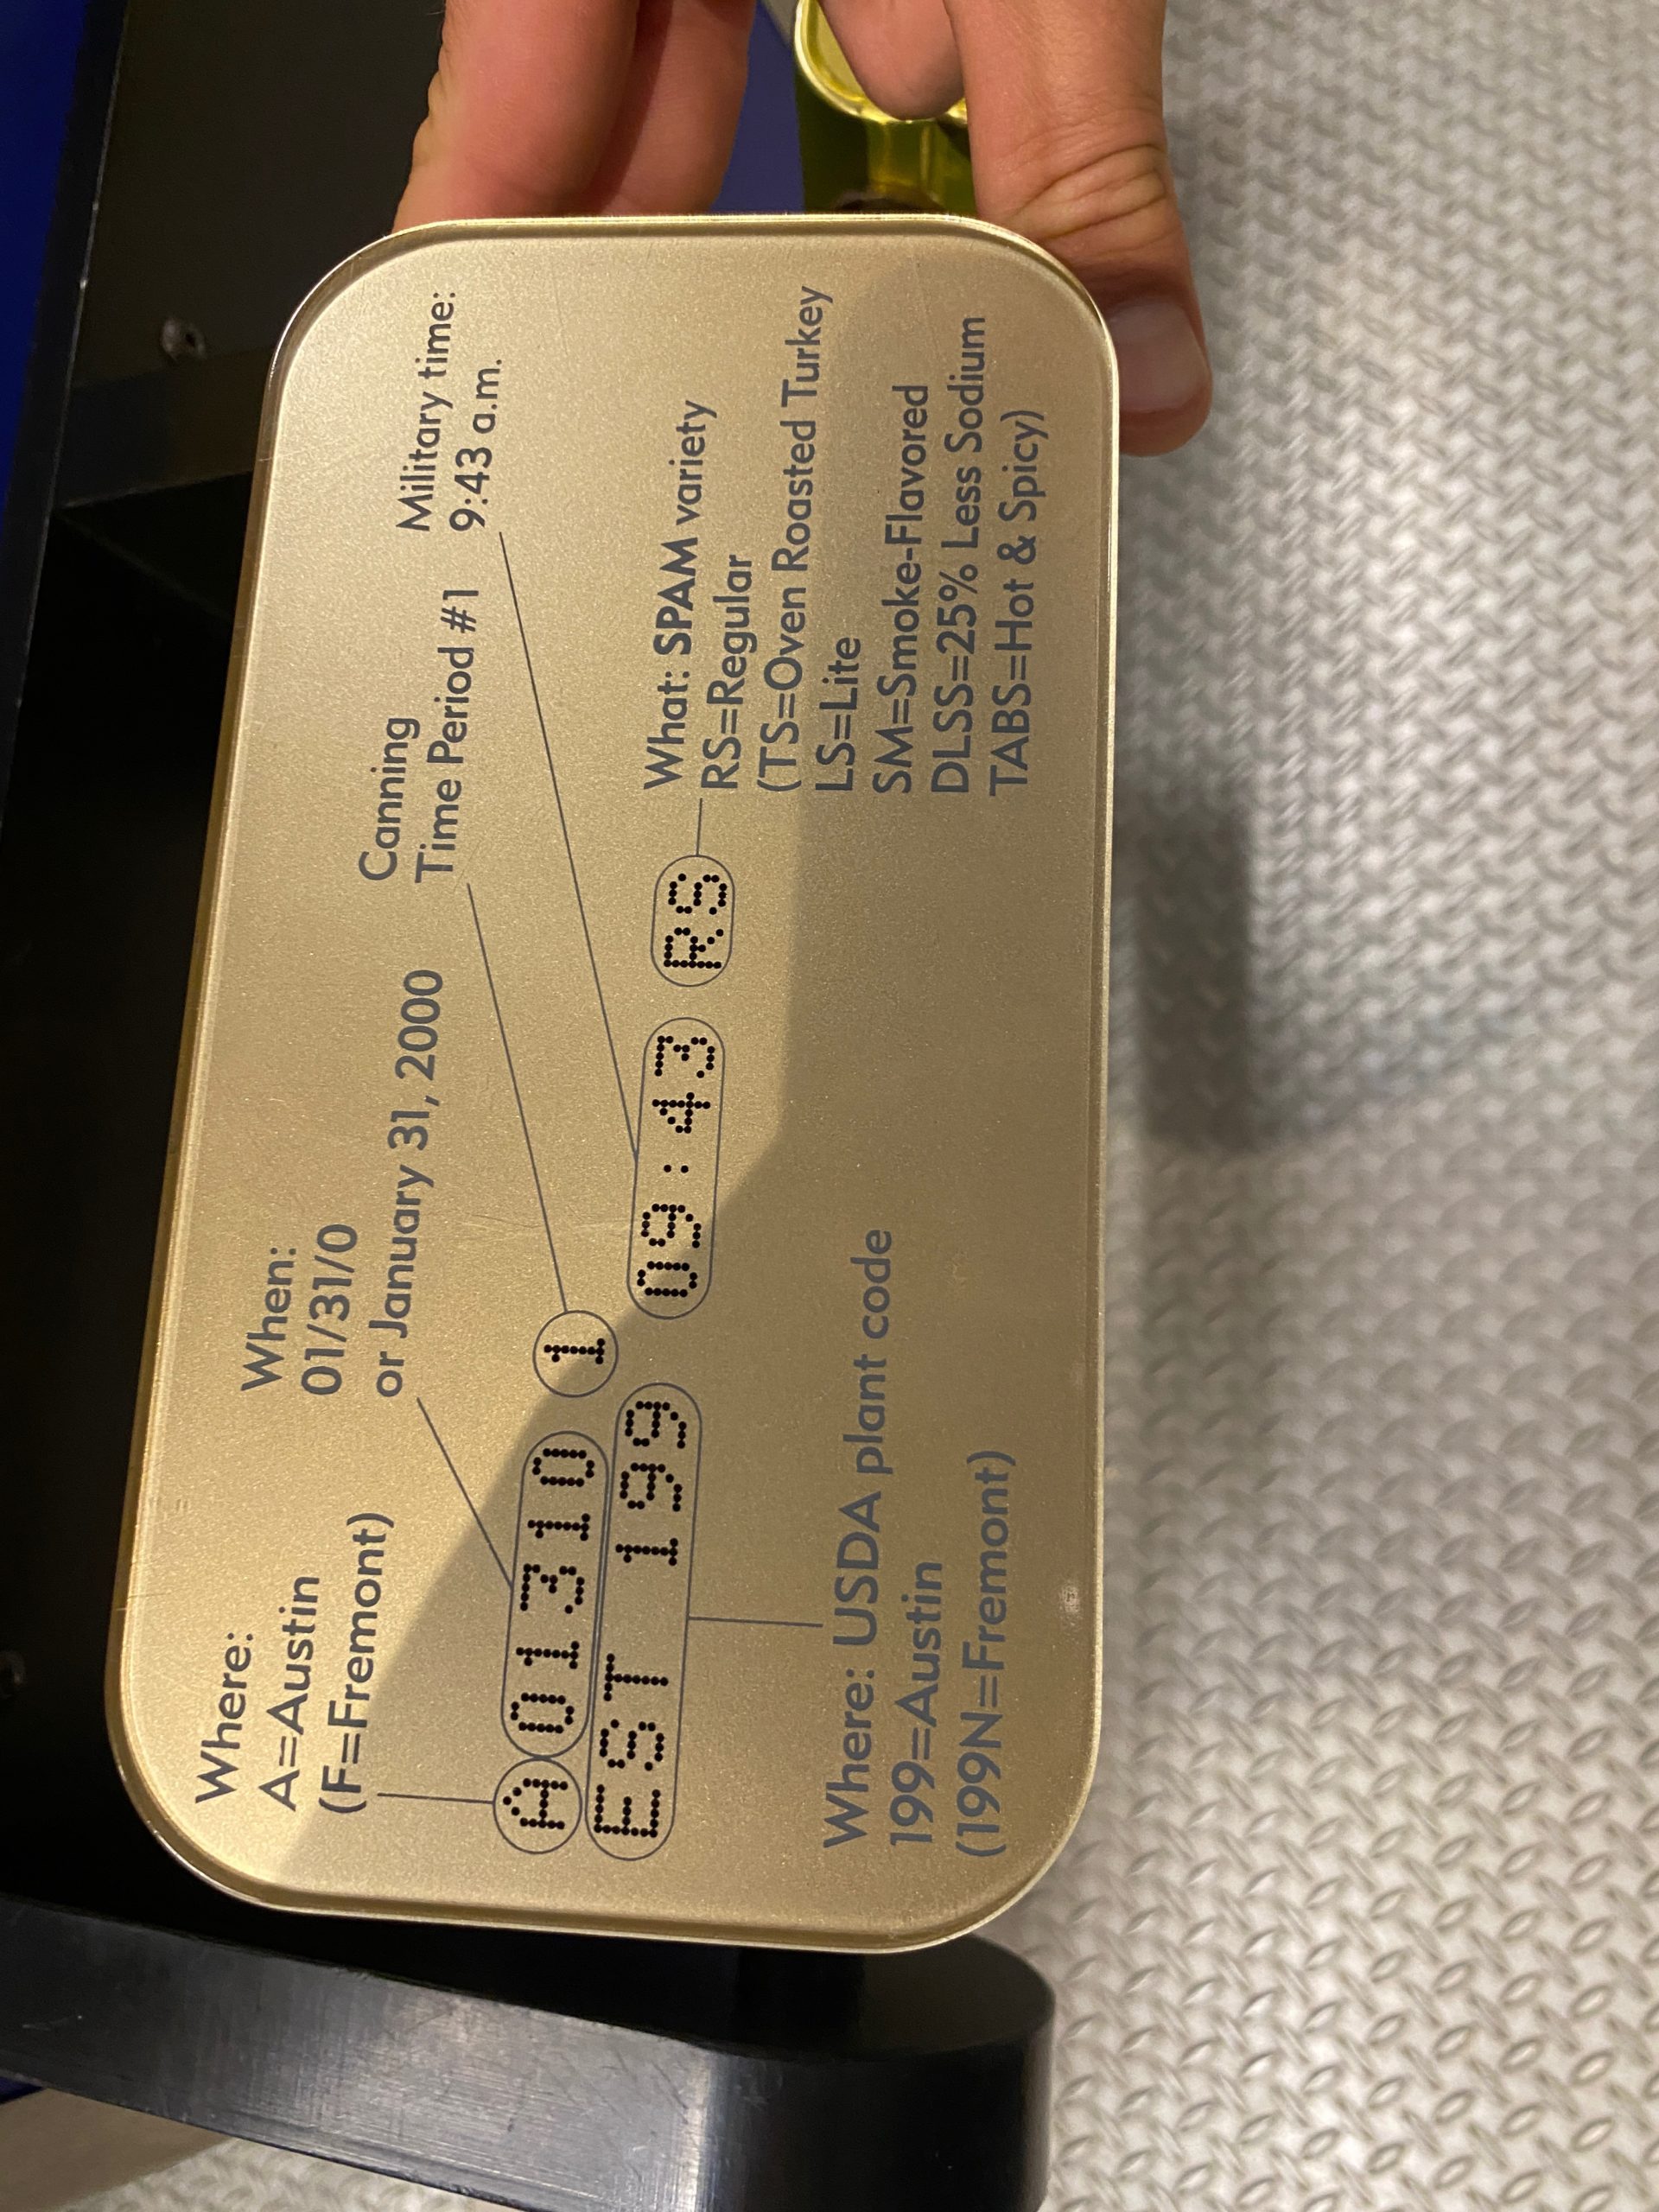 Where:
A=Austin
(F=Fremont)
When:
01/31/0
or January 31, 2000
Canning
Time Period #1
Military time:
9:43 a.m.
A 01310 1
EST 199 09:43 RS
What: SPAM variety
RS=Regular
(TS=Oven Roasted Turkey
LS=Lite
SM=Smoke-Flavored
DLSS=25% Less Sodium
TABS=Hot & Spicy)
Where: USDA plant code
199=Austin
(199N=Fremont)